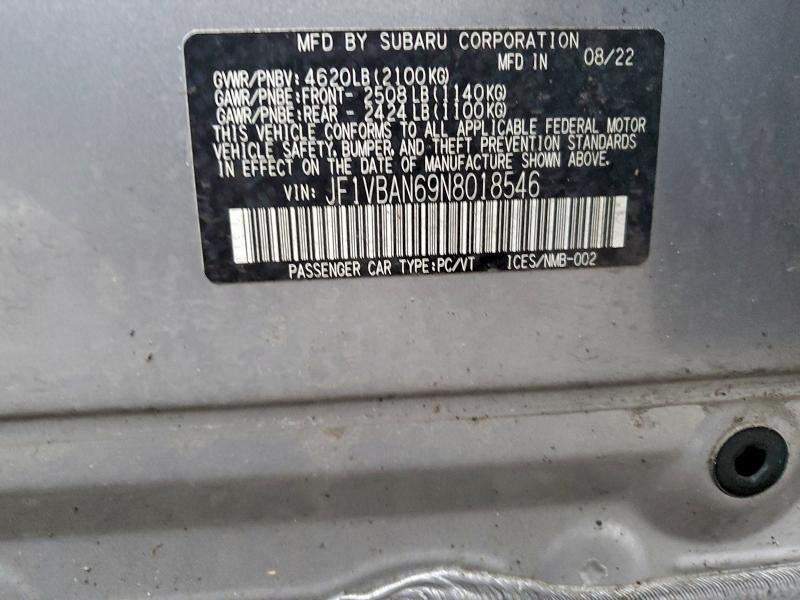 MFD BY SUBARU CORPORATION
MFD IN 08/22
GVWR/PNBV: 4620LB(2100KG)
GAWR/PNBE:FRONT- 2508LB(1140KG)
GAWR/PNBE:REAR - 2424LB(1100KG)
THIS VEHICLE CONFORMS TO ALL APPLICABLE FEDERAL MOTOR
VEHICLE SAFETY, BUMPER, AND THEFT PREVENTION STANDARDS
IN EFFECT ON THE DATE OF MANUFACTURE SHOWN ABOVE.
VIN: JF1VBAN69N8018546
PASSENGER CAR TYPE:PC/VT ICES/NMB-002